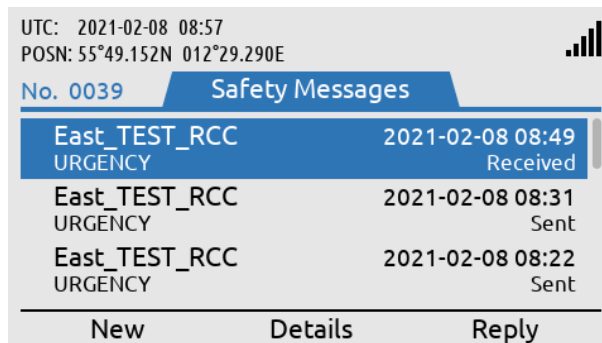 UTC: 2021-02-08 08:57
POSN: 55°49.152N 012°29.290E
No. 0039 Safety Messages
East_TEST_RCC 2021-02-08 08:49
URGENCY Received
East_TEST_RCC 2021-02-08 08:31
URGENCY Sent
East_TEST_RCC 2021-02-08 08:22
URGENCY Sent
New Details Reply